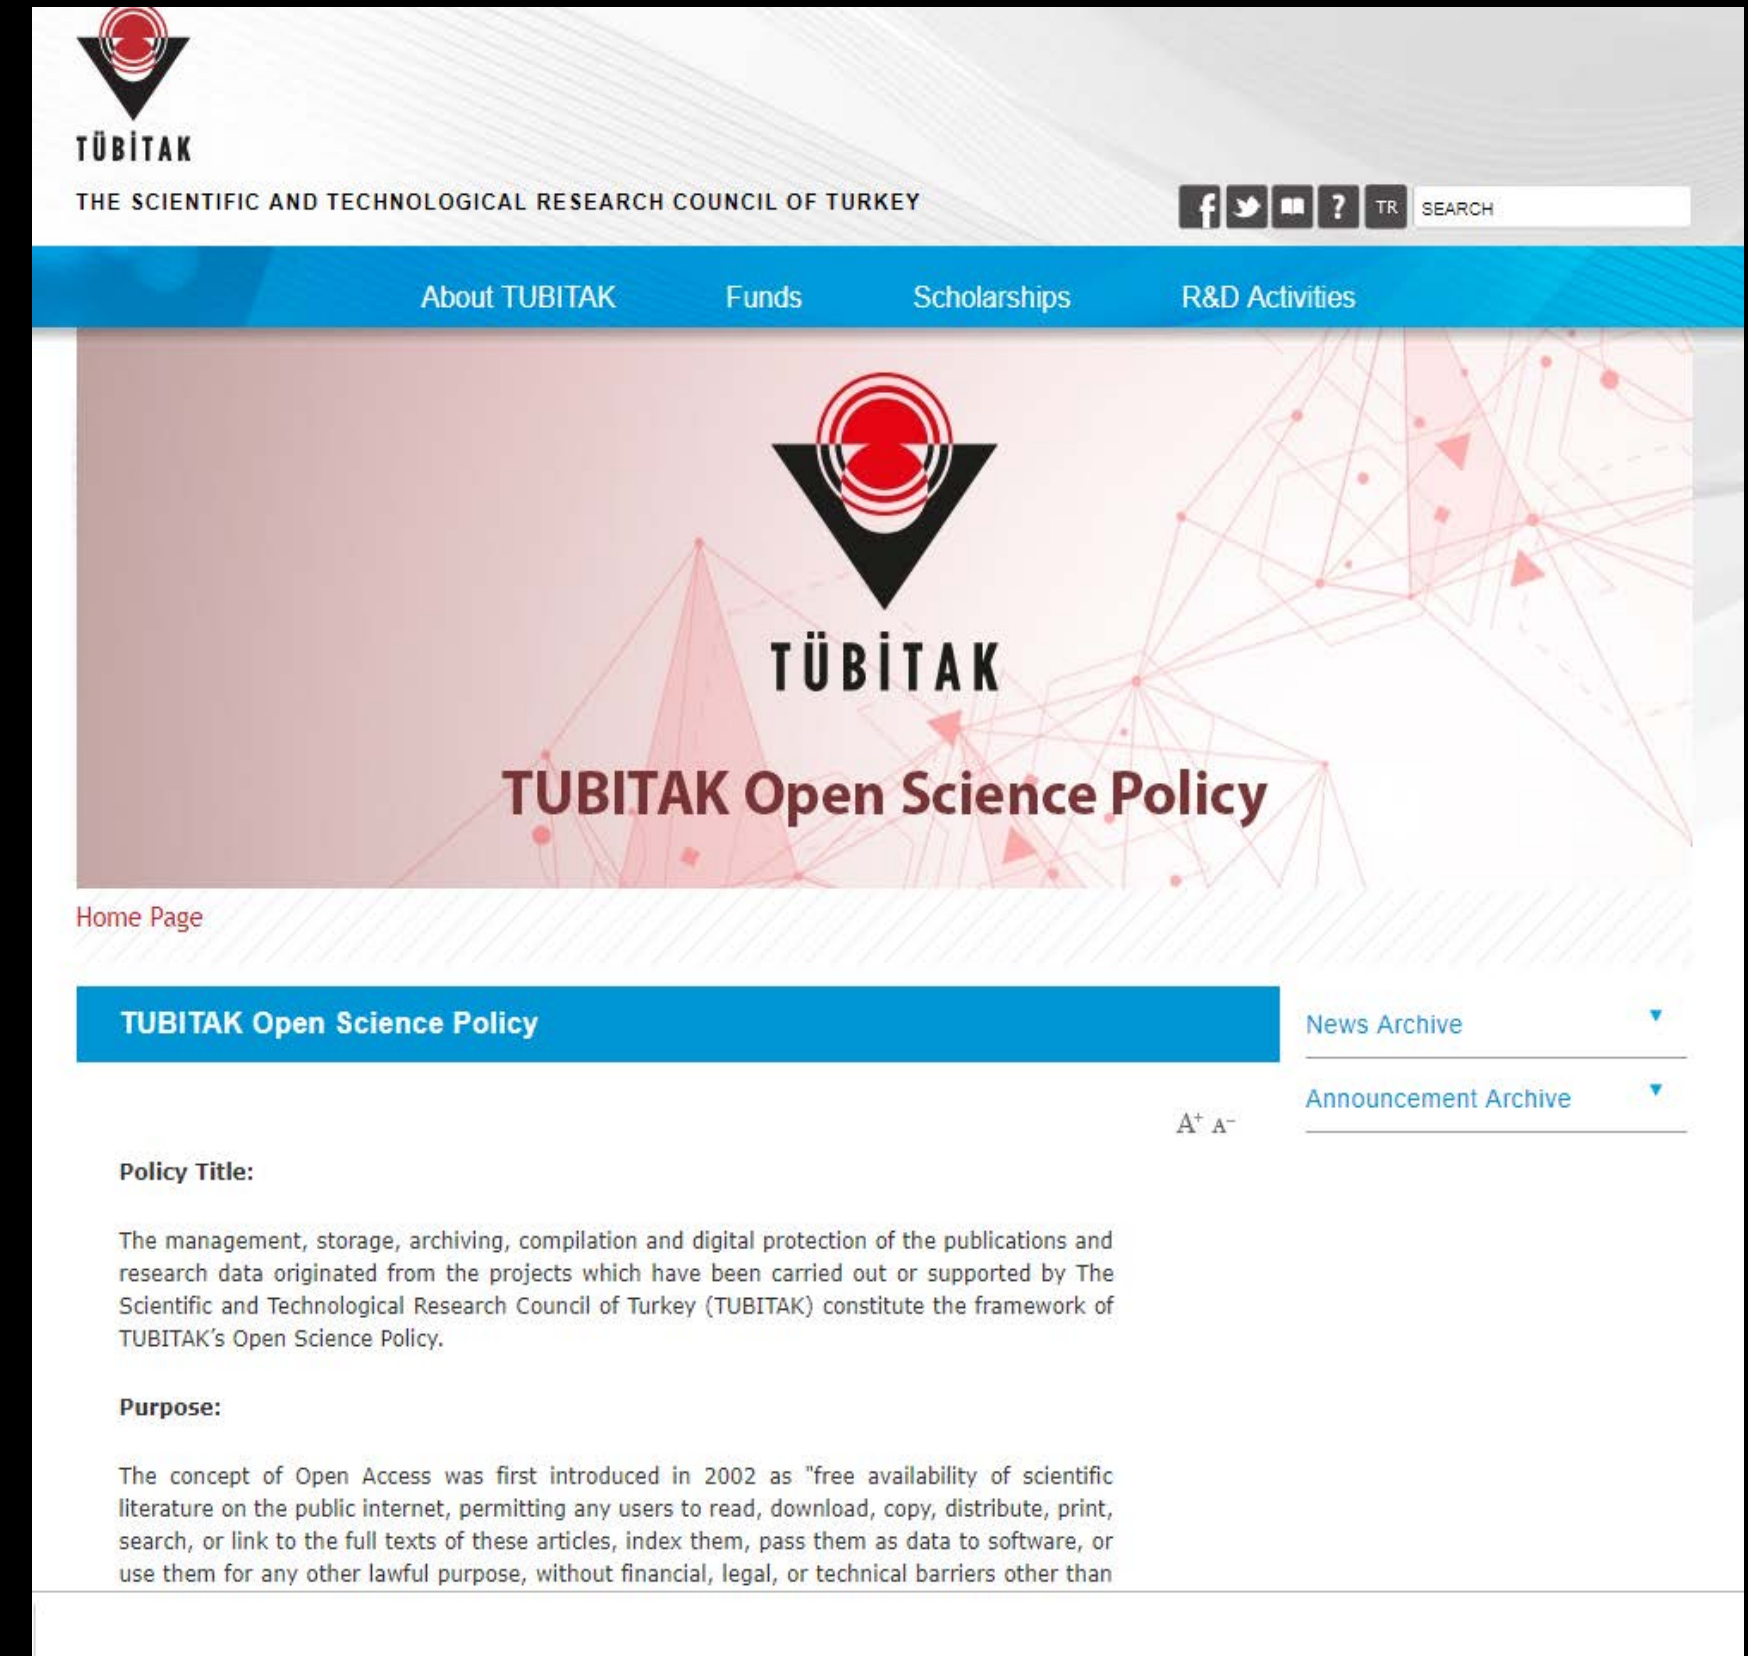 TÜBİTAK
THE SCIENTIFIC AND TECHNOLOGICAL RESEARCH COUNCIL OF TURKEY
f ? TR SEARCH
About TUBITAK Funds Scholarships R&D Activities
TÜBİTAK
TUBITAK Open Science Policy
Home Page
TUBITAK Open Science Policy
News Archive
Announcement Archive
A+ A−
Policy Title:
The management, storage, archiving, compilation and digital protection of the publications and
research data originated from the projects which have been carried out or supported by The
Scientific and Technological Research Council of Turkey (TUBITAK) constitute the framework of
TUBITAK’s Open Science Policy.
Purpose:
The concept of Open Access was first introduced in 2002 as "free availability of scientific
literature on the public internet, permitting any users to read, download, copy, distribute, print,
search, or link to the full texts of these articles, index them, pass them as data to software, or
use them for any other lawful purpose, without financial, legal, or technical barriers other than